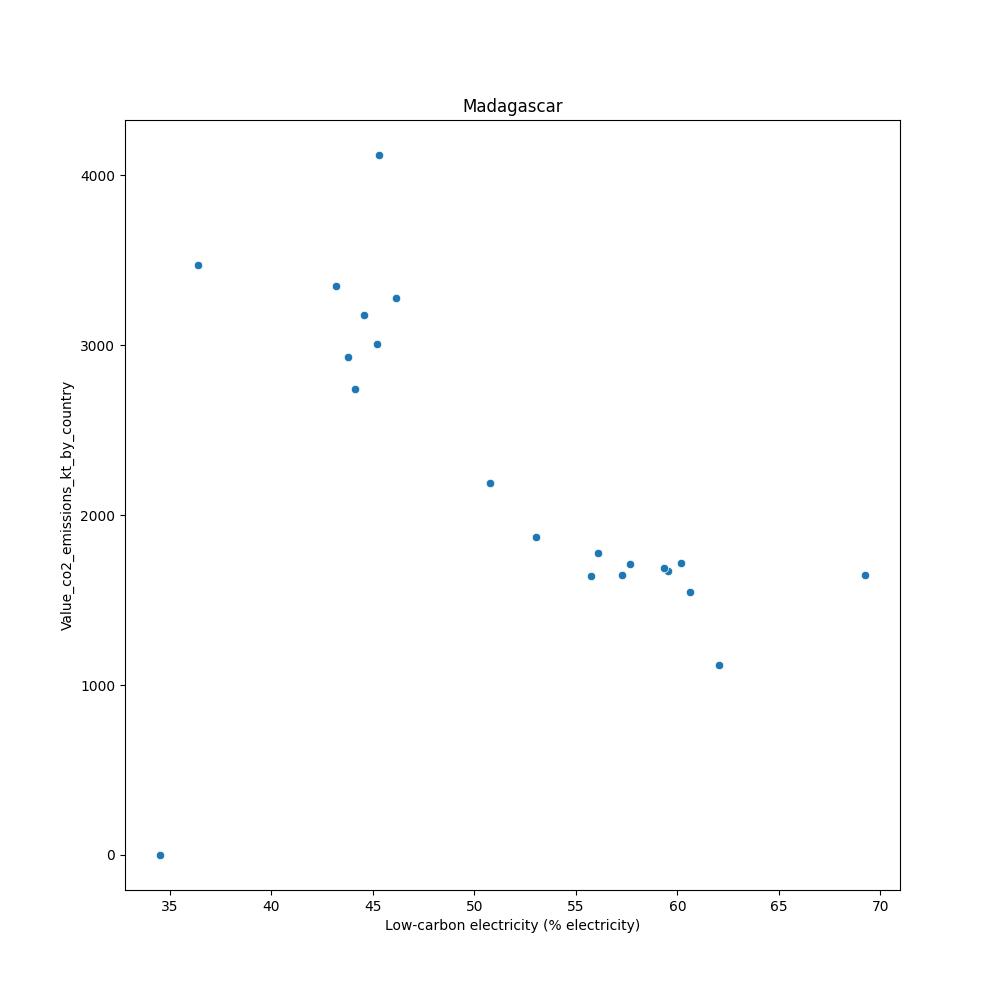 Madagascar
4000
3000
2000
1000
0
Value_co2_emissions_kt_by_country
35 40 45 50 55 60 65 70
Low-carbon electricity (% electricity)